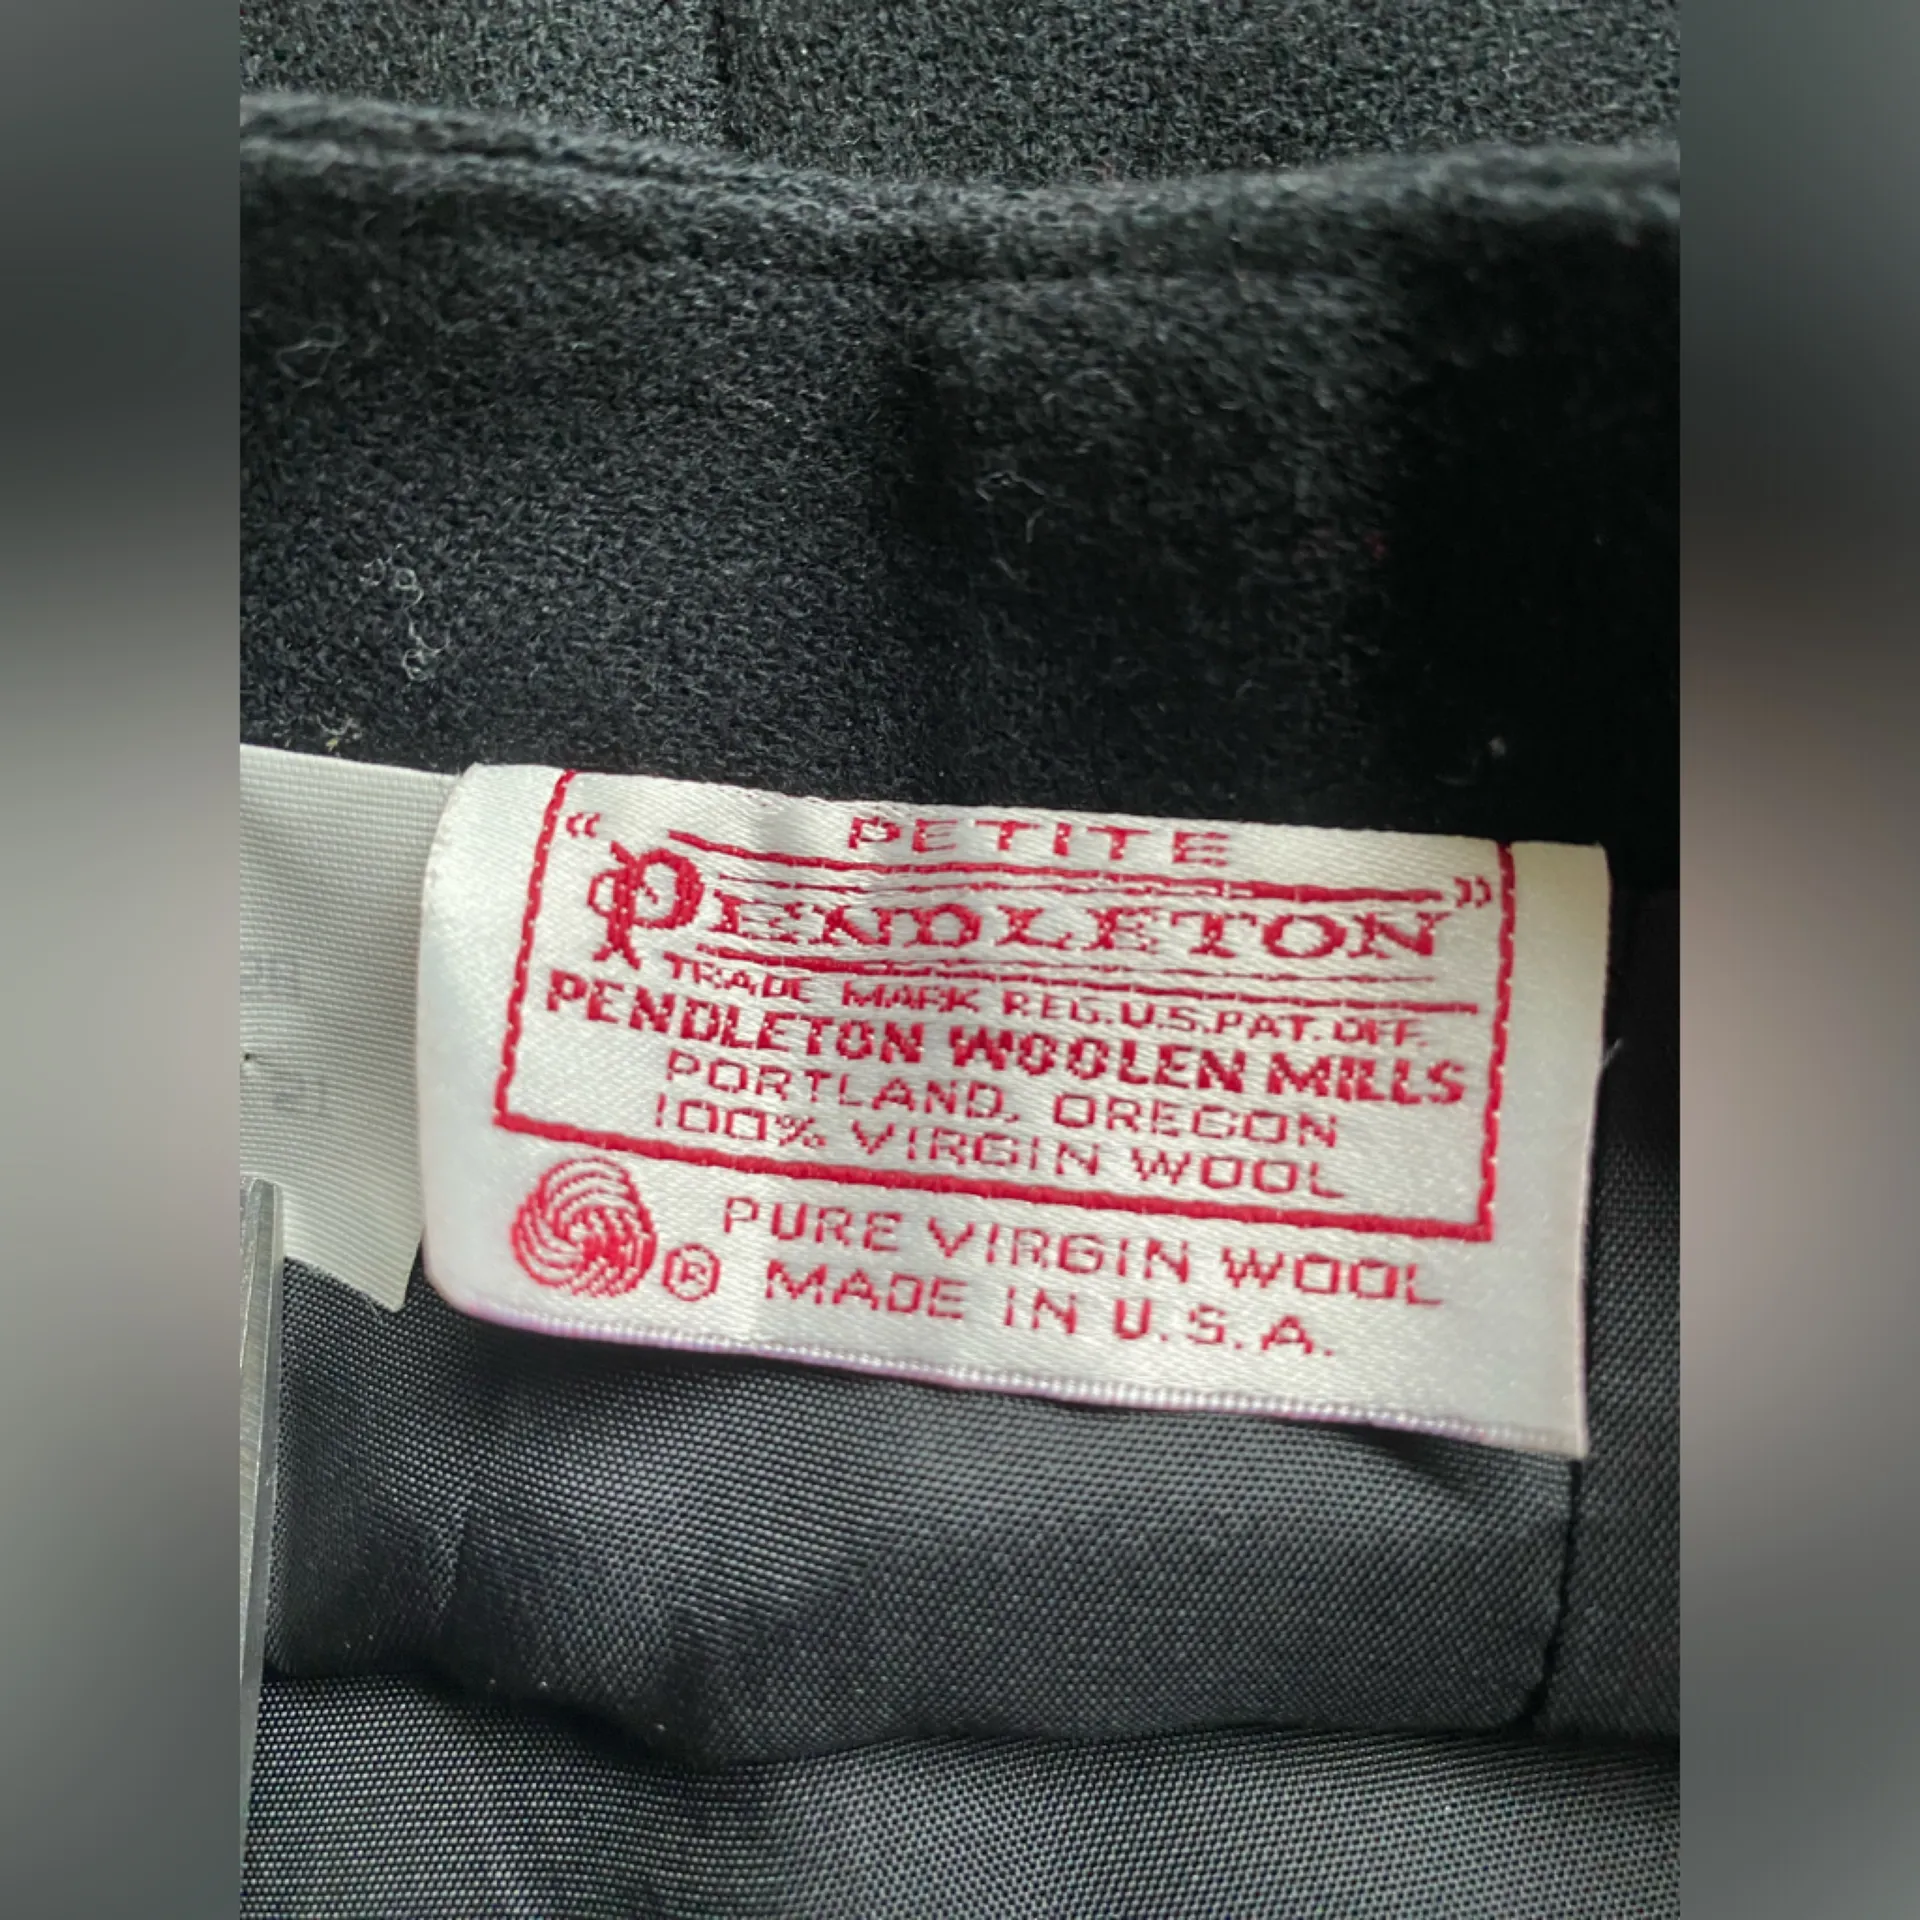 PETITE
"PENDLETON"
TRADE MARK REG. U.S. PAT. OFF.
PENDLETON WOOLEN MILLS
PORTLAND, OREGON
100% VIRGIN WOOL
PURE VIRGIN WOOL
® MADE IN U.S.A.